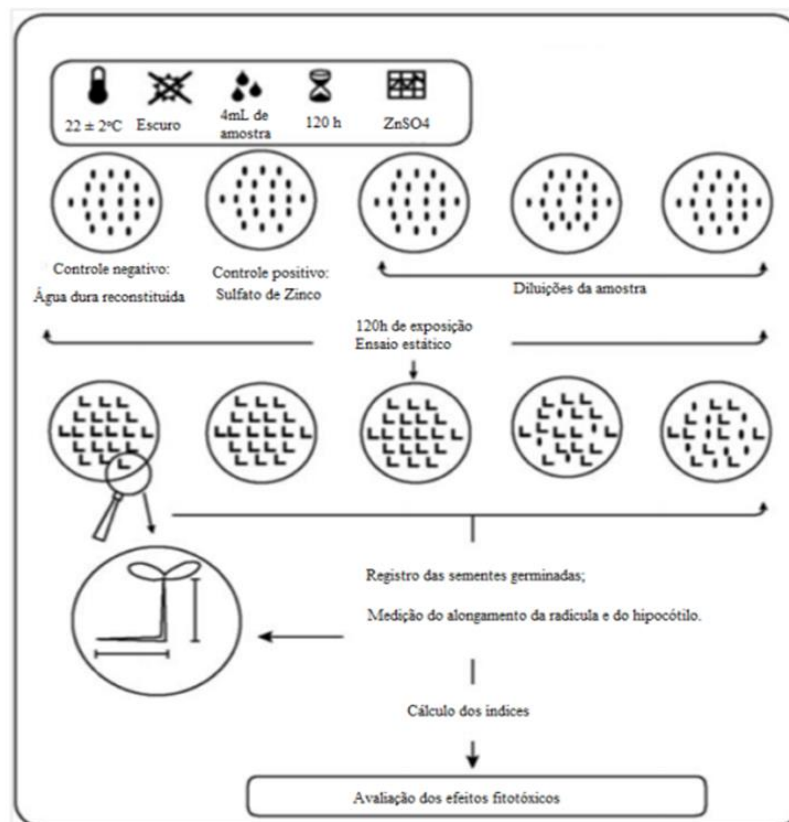 22 ± 2ºC
Escuro
4mL de
amostra
120 h
ZnSO4
Controle negativo:
Água dura reconstituída
Controle positivo:
Sulfato de Zinco
Diluições da amostra
120h de exposição
Ensaio estático
Registro das sementes germinadas;
Medição do alongamento da radícula e do hipocótilo.
Cálculo dos indices
Avaliação dos efeitos fitotóxicos